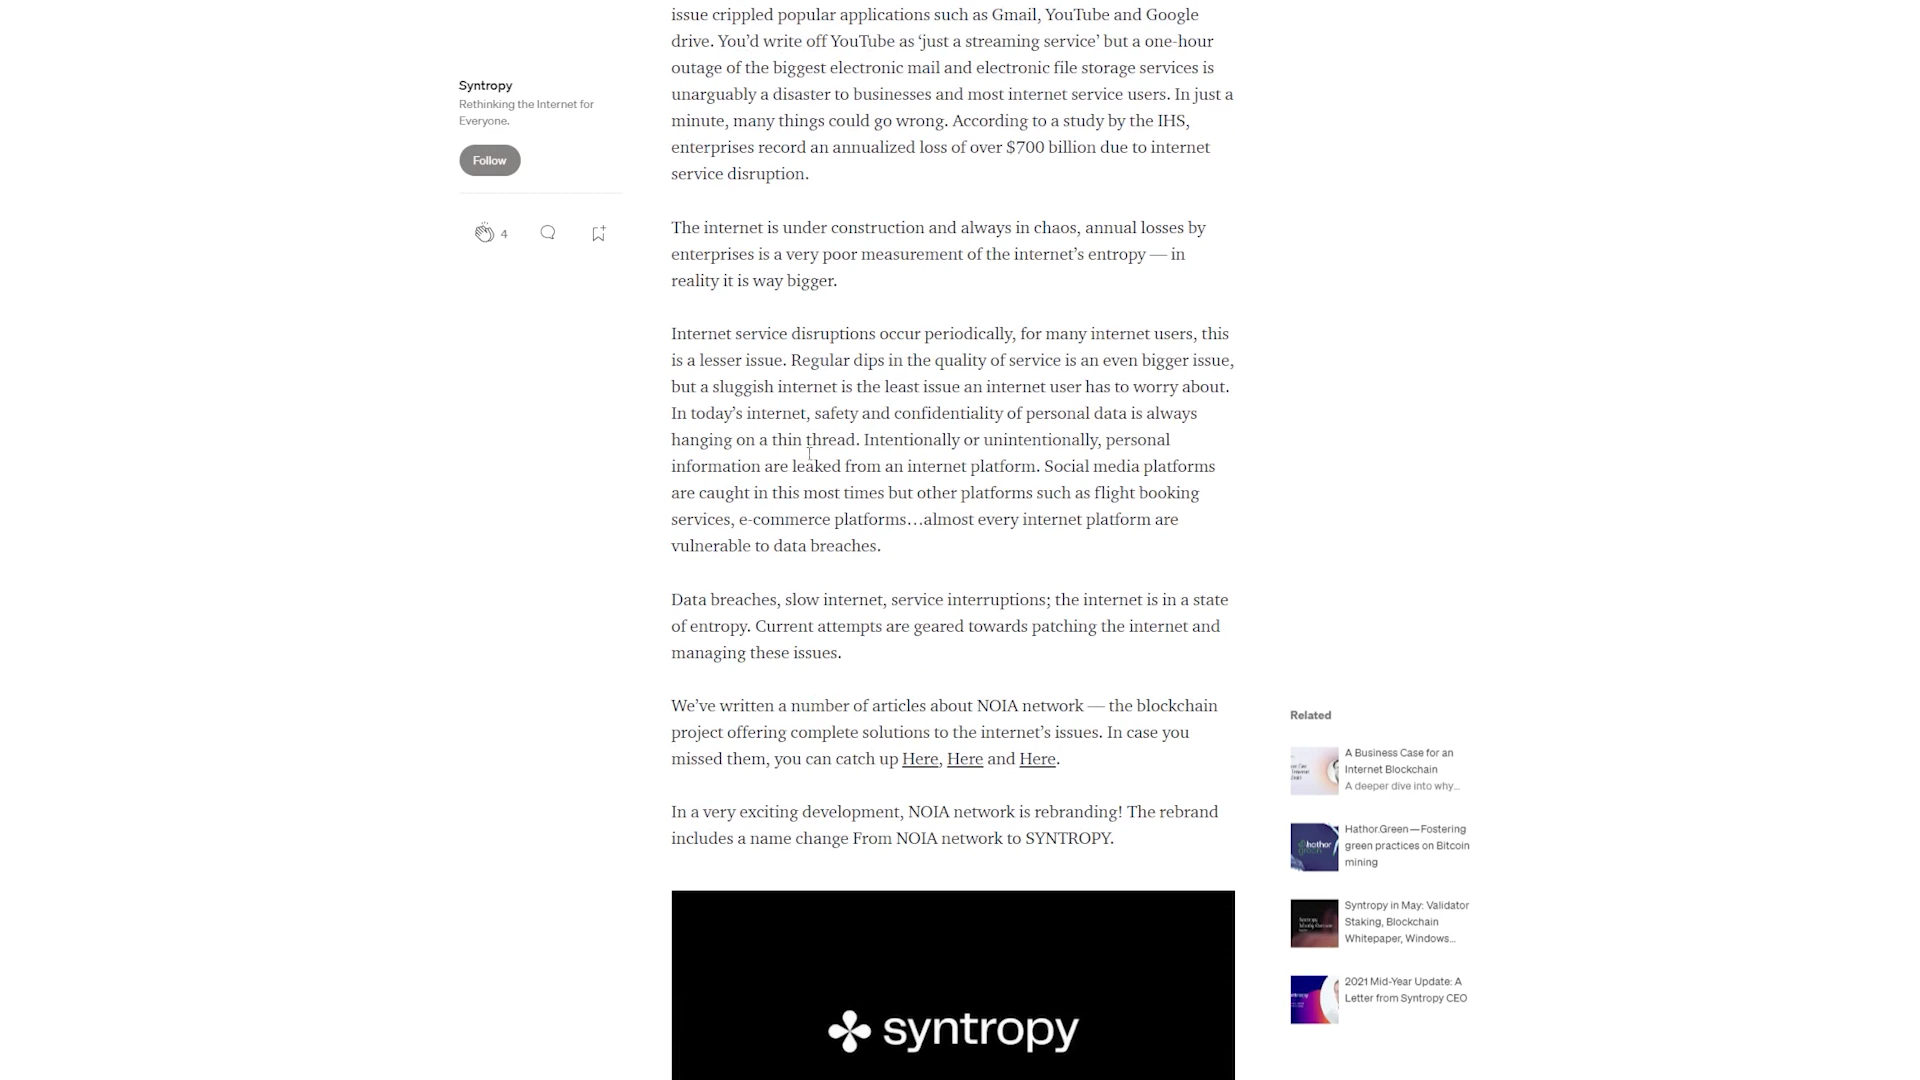 issue crippled popular applications such as Gmail, YouTube and Google
drive. You’d write off YouTube as ‘just a streaming service’ but a one-hour
outage of the biggest electronic mail and electronic file storage services is
unarguably a disaster to businesses and most internet service users. In just a
minute, many things could go wrong. According to a study by the IHS,
enterprises record an annualized loss of over $700 billion due to internet
service disruption.
Syntropy
Rethinking the Internet for
Everyone.
Follow
4
The internet is under construction and always in chaos, annual losses by
enterprises is a very poor measurement of the internet’s entropy — in
reality it is way bigger.
Internet service disruptions occur periodically, for many internet users, this
is a lesser issue. Regular dips in the quality of service is an even bigger issue,
but a sluggish internet is the least issue an internet user has to worry about.
In today’s internet, safety and confidentiality of personal data is always
hanging on a thin thread. Intentionally or unintentionally, personal
information are leaked from an internet platform. Social media platforms
are caught in this most times but other platforms such as flight booking
services, e-commerce platforms…almost every internet platform are
vulnerable to data breaches.
Data breaches, slow internet, service interruptions; the internet is in a state
of entropy. Current attempts are geared towards patching the internet and
managing these issues.
We’ve written a number of articles about NOIA network — the blockchain
project offering complete solutions to the internet’s issues. In case you
missed them, you can catch up Here, Here and Here.
In a very exciting development, NOIA network is rebranding! The rebrand
includes a name change From NOIA network to SYNTROPY.
syntropy
Related
A Business Case for an
Internet Blockchain
A deeper dive into why...
Hathor.Green — Fostering
green practices on Bitcoin
mining
hathor
green
Syntropy in May: Validator
Staking, Blockchain
Whitepaper, Windows...
2021 Mid-Year Update: A
Letter from Syntropy CEO